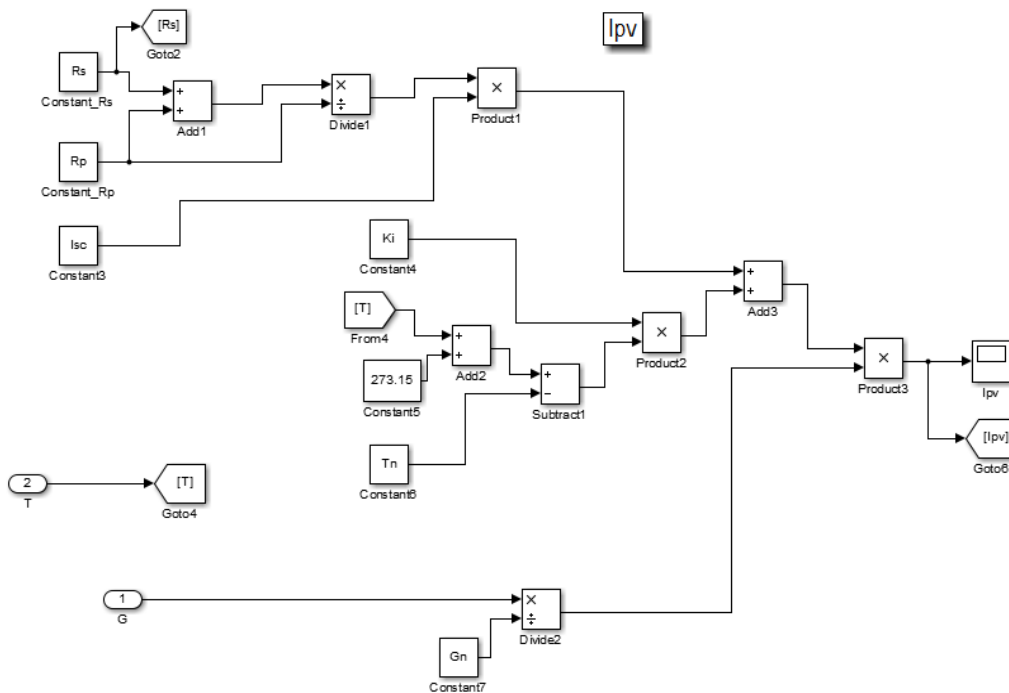 Ipv
[Rs]
Goto2
Rs
Constant_Rs
+
+
Add1
×
÷
Divide1
×
Product1
Rp
Constant_Rp
Isc
Constant3
Ki
Constant4
[T]
From4
+
+
Add2
273.15
Constant5
+
−
Subtract1
×
Product2
+
+
Add3
×
Product3
Ipv
[Ipv]
Goto6
Tn
Constant6
2
T
[T]
Goto4
1
G
×
÷
Divide2
Gn
Constant7